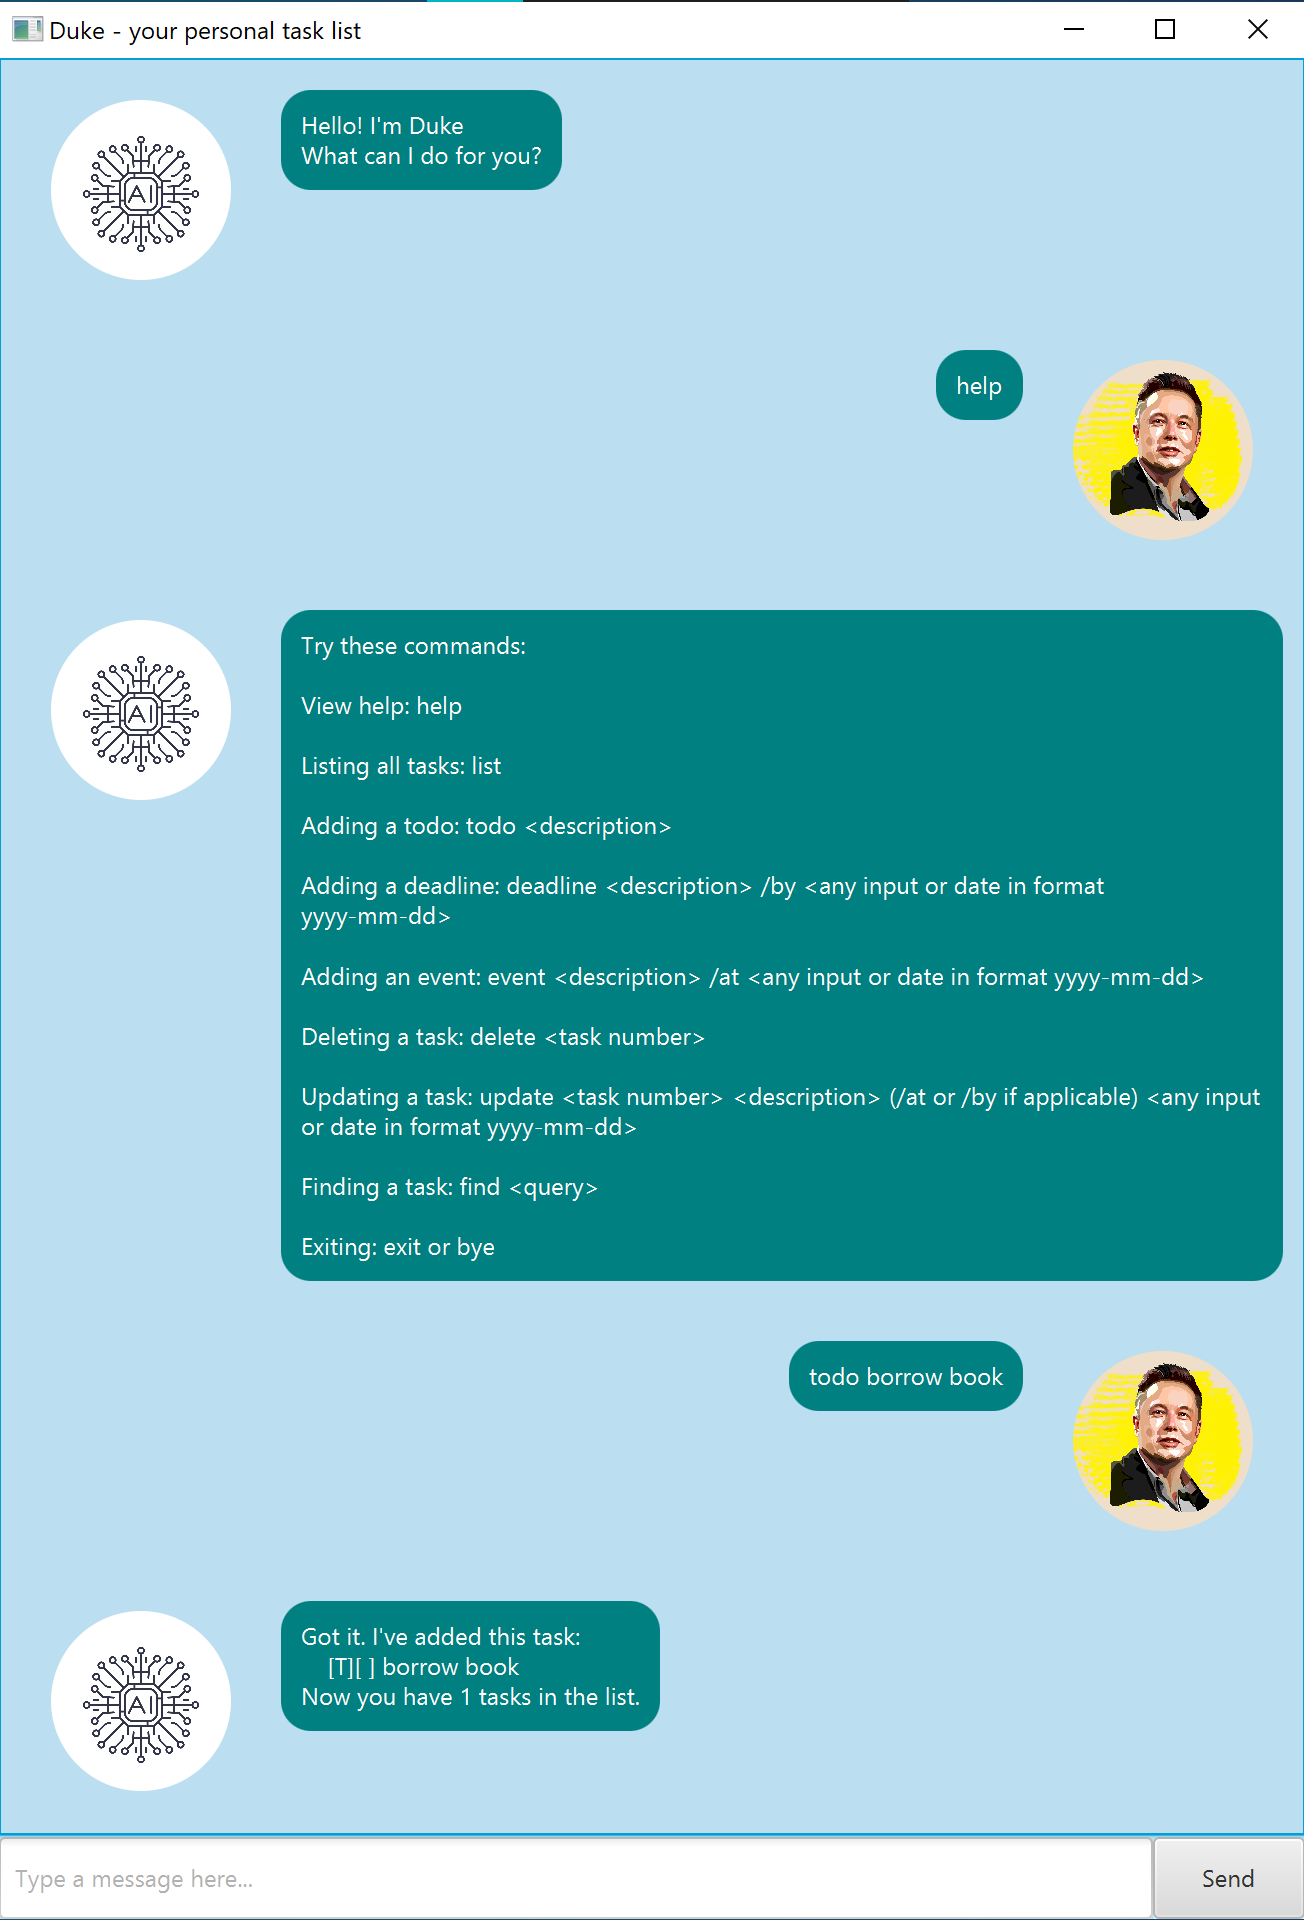 Duke - your personal task list
AI
Hello! I'm Duke
What can I do for you?
help
AI
Try these commands:
View help: help
Listing all tasks: list
Adding a todo: todo <description>
Adding a deadline: deadline <description> /by <any input or date in format
yyyy-mm-dd>
Adding an event: event <description> /at <any input or date in format yyyy-mm-dd>
Deleting a task: delete <task number>
Updating a task: update <task number> <description> (/at or /by if applicable) <any input
or date in format yyyy-mm-dd>
Finding a task: find <query>
Exiting: exit or bye
todo borrow book
AI
Got it. I've added this task:
[T][ ] borrow book
Now you have 1 tasks in the list.
Type a message here...
Send